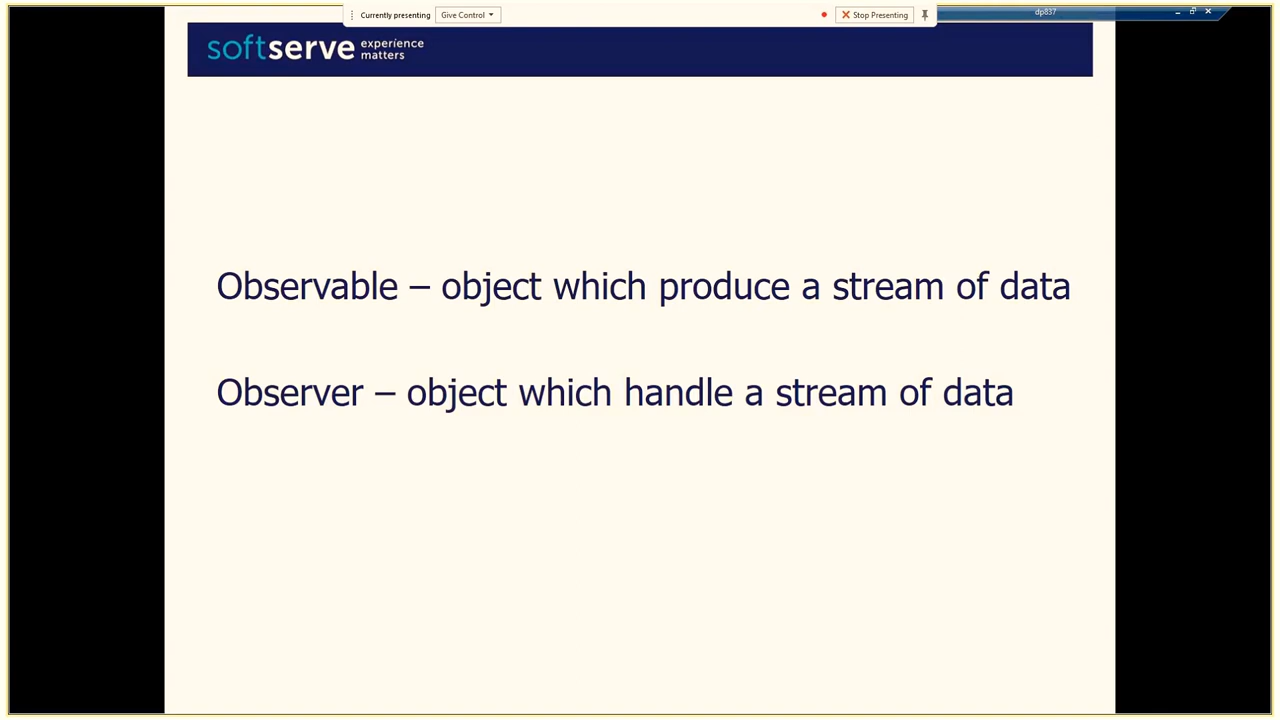 Currently presenting Give Control Stop Presenting dp837
softserve experience matters
Observable – object which produce a stream of data
Observer – object which handle a stream of data